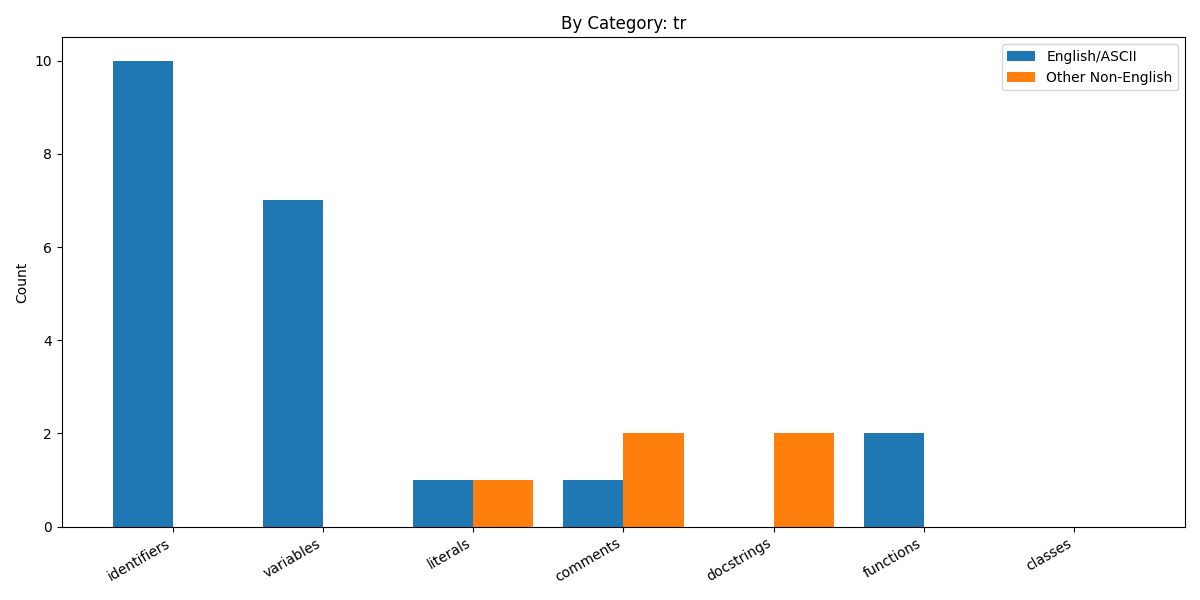 By Category: tr
English/ASCII
Other Non-English
Count
10
8
6
4
2
0
identifiers
variables
literals
comments
docstrings
functions
classes